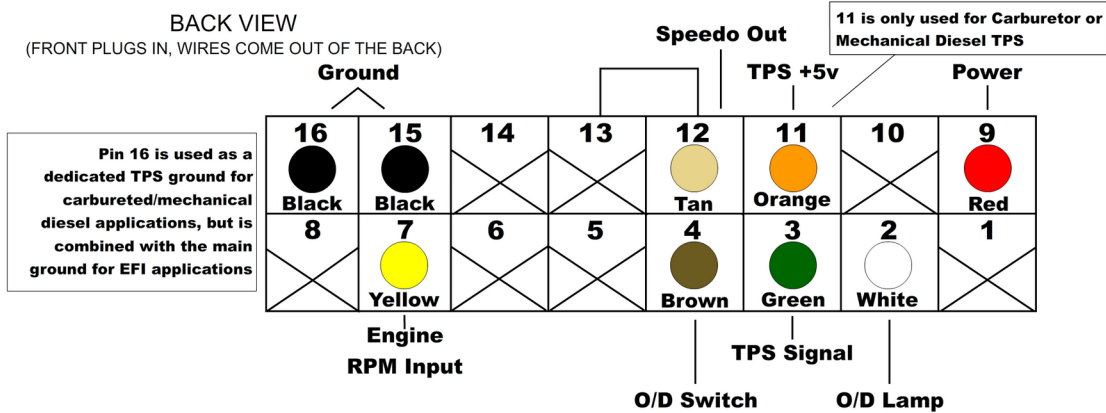 BACK VIEW
(FRONT PLUGS IN, WIRES COME OUT OF THE BACK)
11 is only used for Carburetor or
Mechanical Diesel TPS
Speedo Out
Ground
TPS +5v
Power
Pin 16 is used as a
dedicated TPS ground for
carbureted/mechanical
diesel applications, but is
combined with the main
ground for EFI applications
16 15 14 13 12 11 10 9
Black Black Tan Orange Red
8 7 6 5 4 3 2 1
Yellow Brown Green White
Engine
RPM Input
TPS Signal
O/D Switch
O/D Lamp